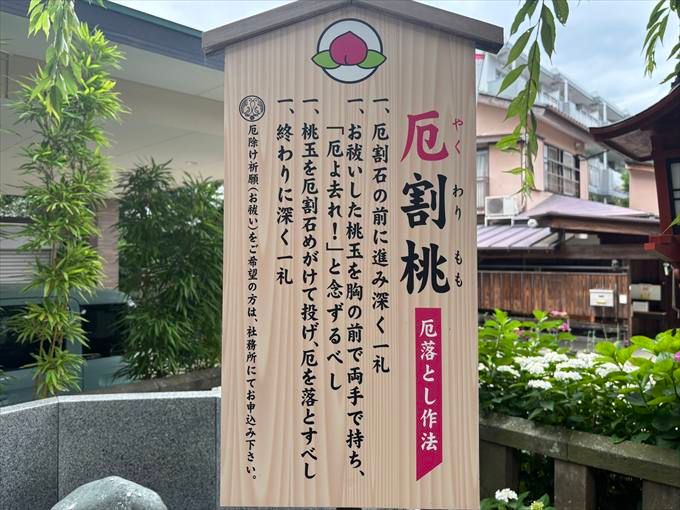 厄割桃
やく わり もも
厄落とし作法
一、厄割石の前に進み深く一礼
一、お祓いした桃玉を胸の前で両手で持ち、
「厄よ去れ!」と念ずるべし
一、桃玉を厄割石めがけて投げ、厄を落とすべし
一、終わりに深く一礼
厄除け祈願(お祓い)をご希望の方は、社務所にてお申込み下さい。